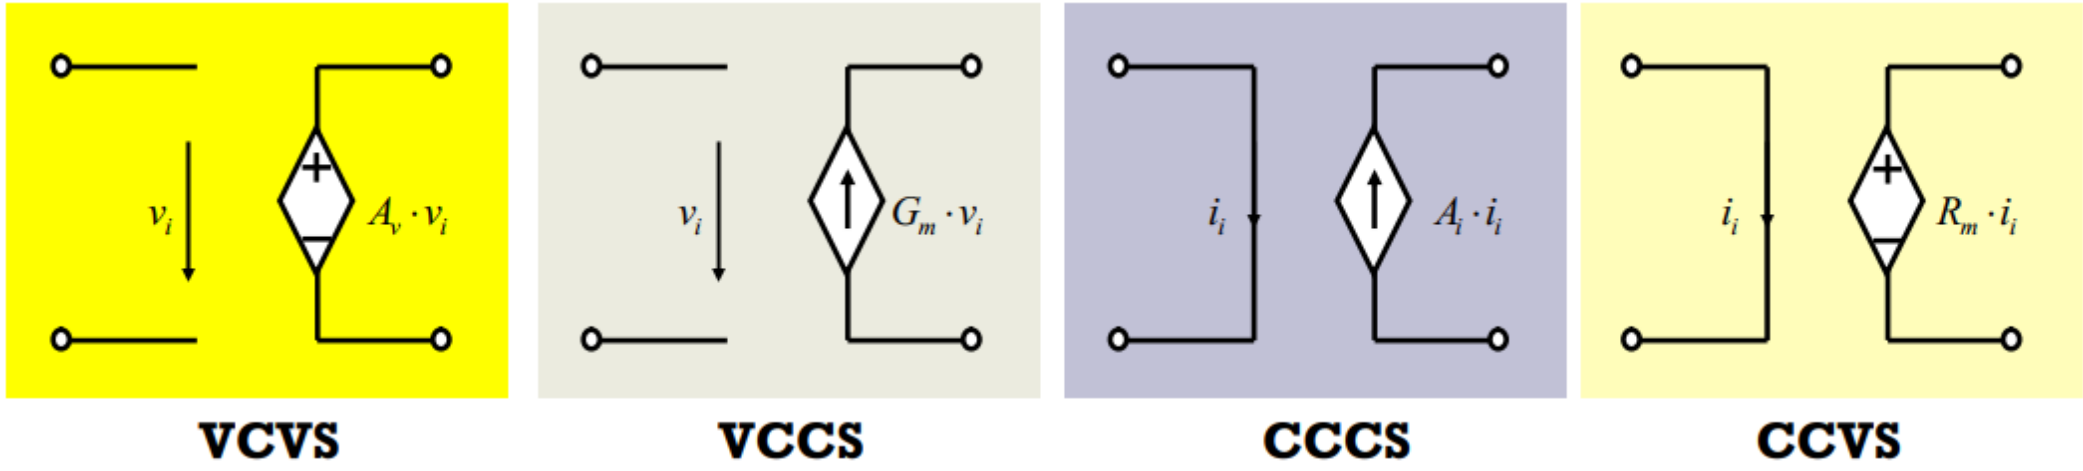 v_i A_v · v_i
v_i G_m · v_i
i_i A_i · i_i
i_i R_m · i_i
VCVS VCCS CCCS CCVS